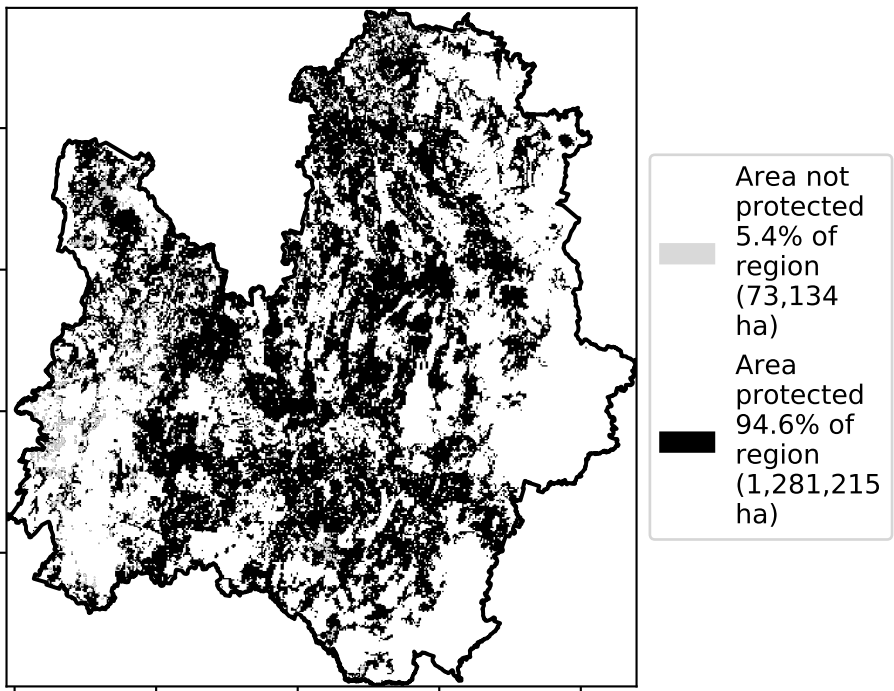 Area not
protected
5.4% of
region
(73,134
ha)
Area
protected
94.6% of
region
(1,281,215
ha)